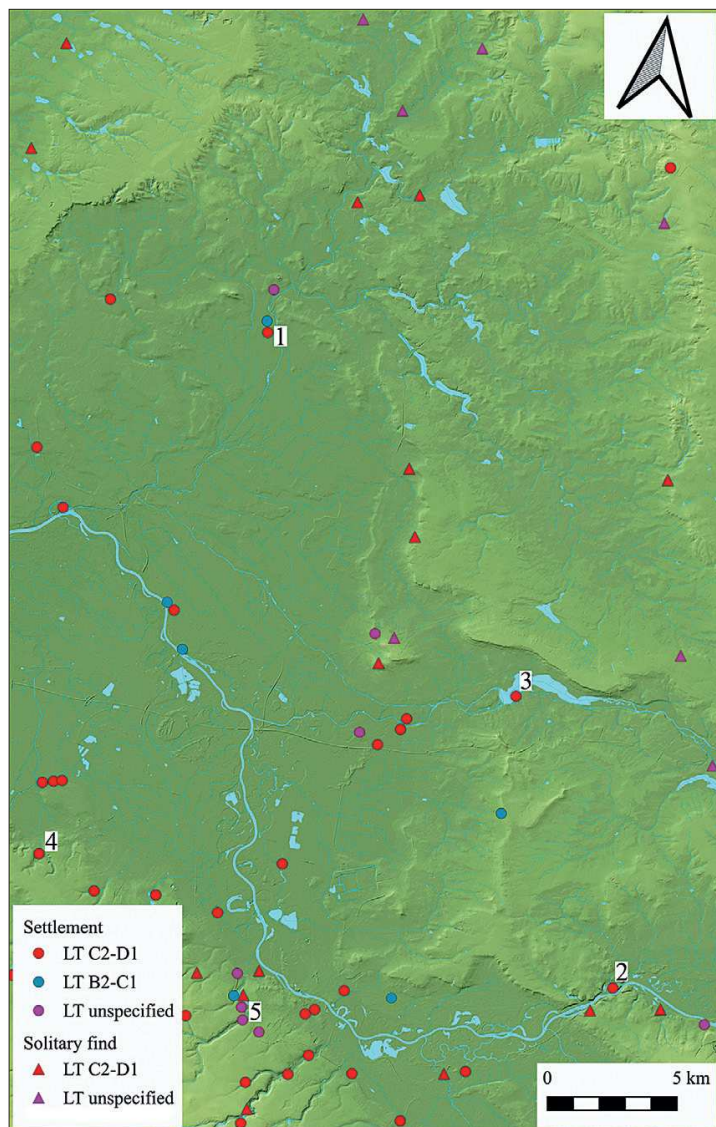 1
3
4
2
5
Settlement
LT C2-D1
LT B2-C1
LT unspecified
Solitary find
LT C2-D1
LT unspecified
0 5 km